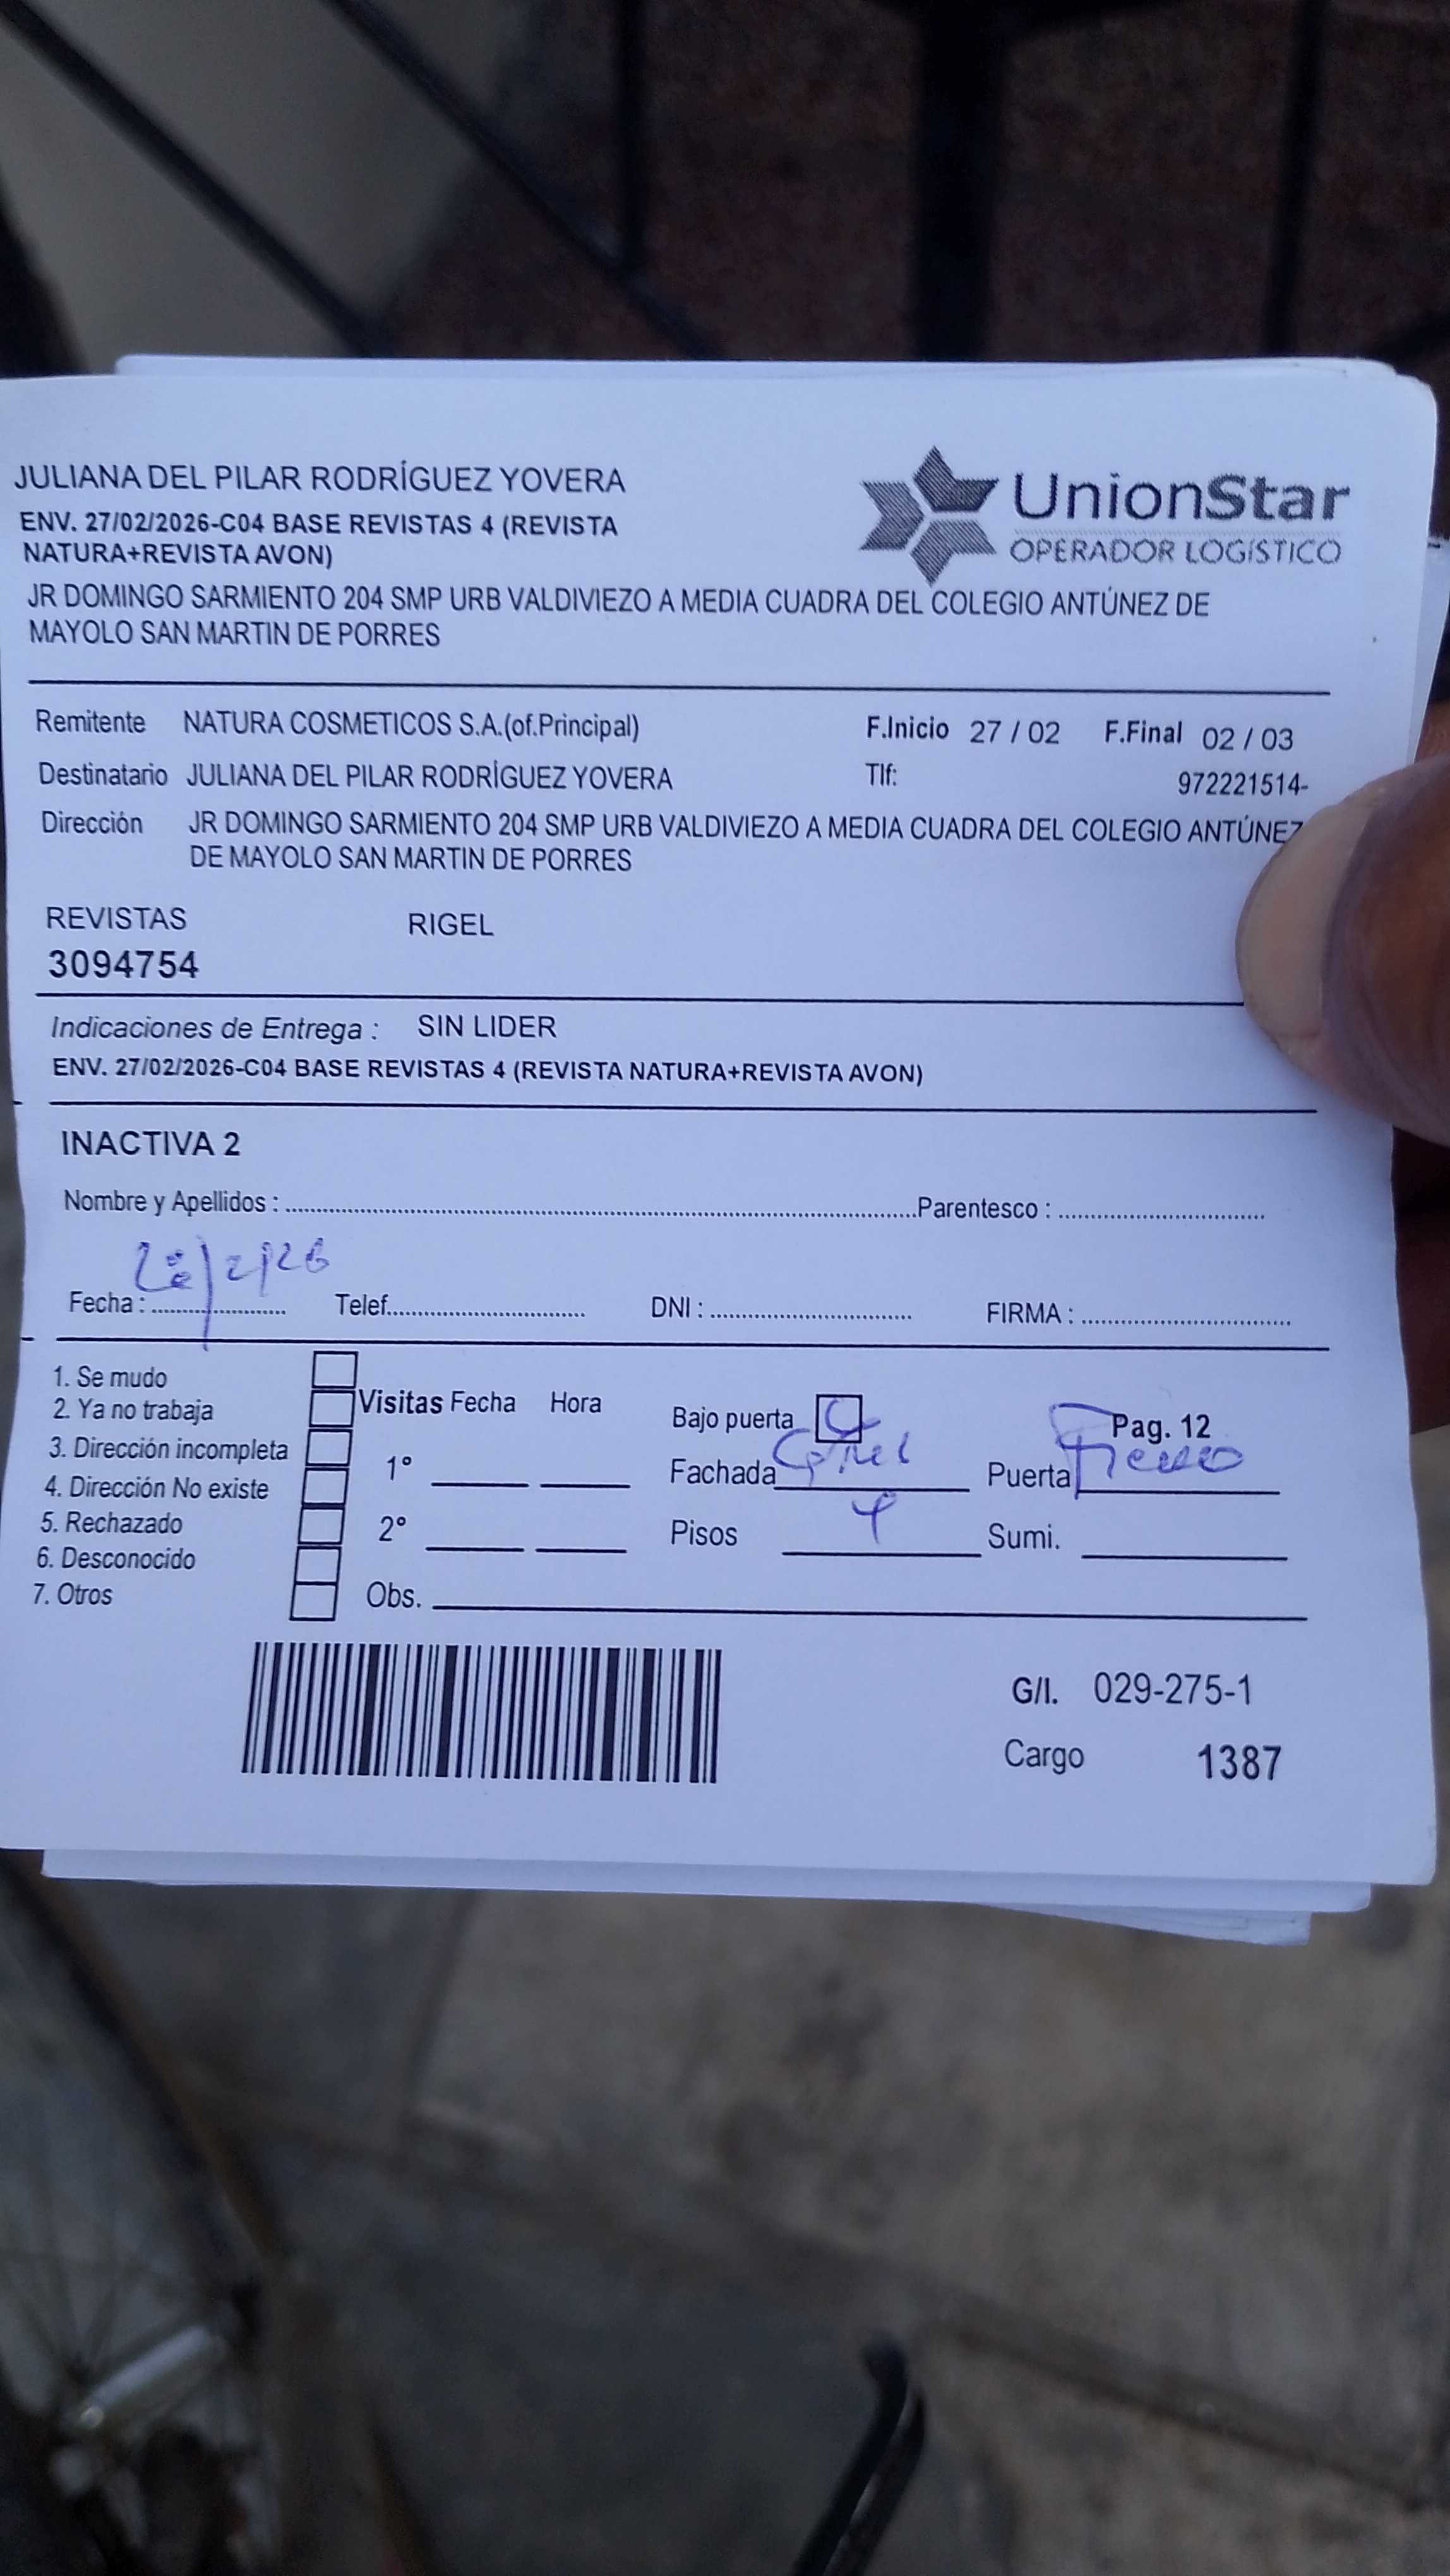 JULIANA DEL PILAR RODRÍGUEZ YOVERA
ENV. 27/02/2026-C04 BASE REVISTAS 4 (REVISTA
NATURA+REVISTA AVON)
UnionStar
OPERADOR LOGÍSTICO
JR DOMINGO SARMIENTO 204 SMP URB VALDIVIEZO A MEDIA CUADRA DEL COLEGIO ANTÚNEZ DE
MAYOLO SAN MARTIN DE PORRES
Remitente NATURA COSMETICOS S.A.(of.Principal) F.Inicio 27 / 02 F.Final 02 / 03
Destinatario JULIANA DEL PILAR RODRÍGUEZ YOVERA Tlf: 972221514-
Dirección JR DOMINGO SARMIENTO 204 SMP URB VALDIVIEZO A MEDIA CUADRA DEL COLEGIO ANTÚNEZ
DE MAYOLO SAN MARTIN DE PORRES
REVISTAS RIGEL
3094754
Indicaciones de Entrega : SIN LIDER
ENV. 27/02/2026-C04 BASE REVISTAS 4 (REVISTA NATURA+REVISTA AVON)
INACTIVA 2
Nombre y Apellidos : Parentesco :
Fecha : Telef. DNI : FIRMA :
1. Se mudo
2. Ya no trabaja
3. Dirección incompleta
4. Dirección No existe
5. Rechazado
6. Desconocido
7. Otros
Visitas Fecha Hora
1°
2°
Obs.
Bajo puerta Pag. 12
Fachada Puerta Fierro
Pisos 4 Sumi.
G/I. 029-275-1
Cargo 1387